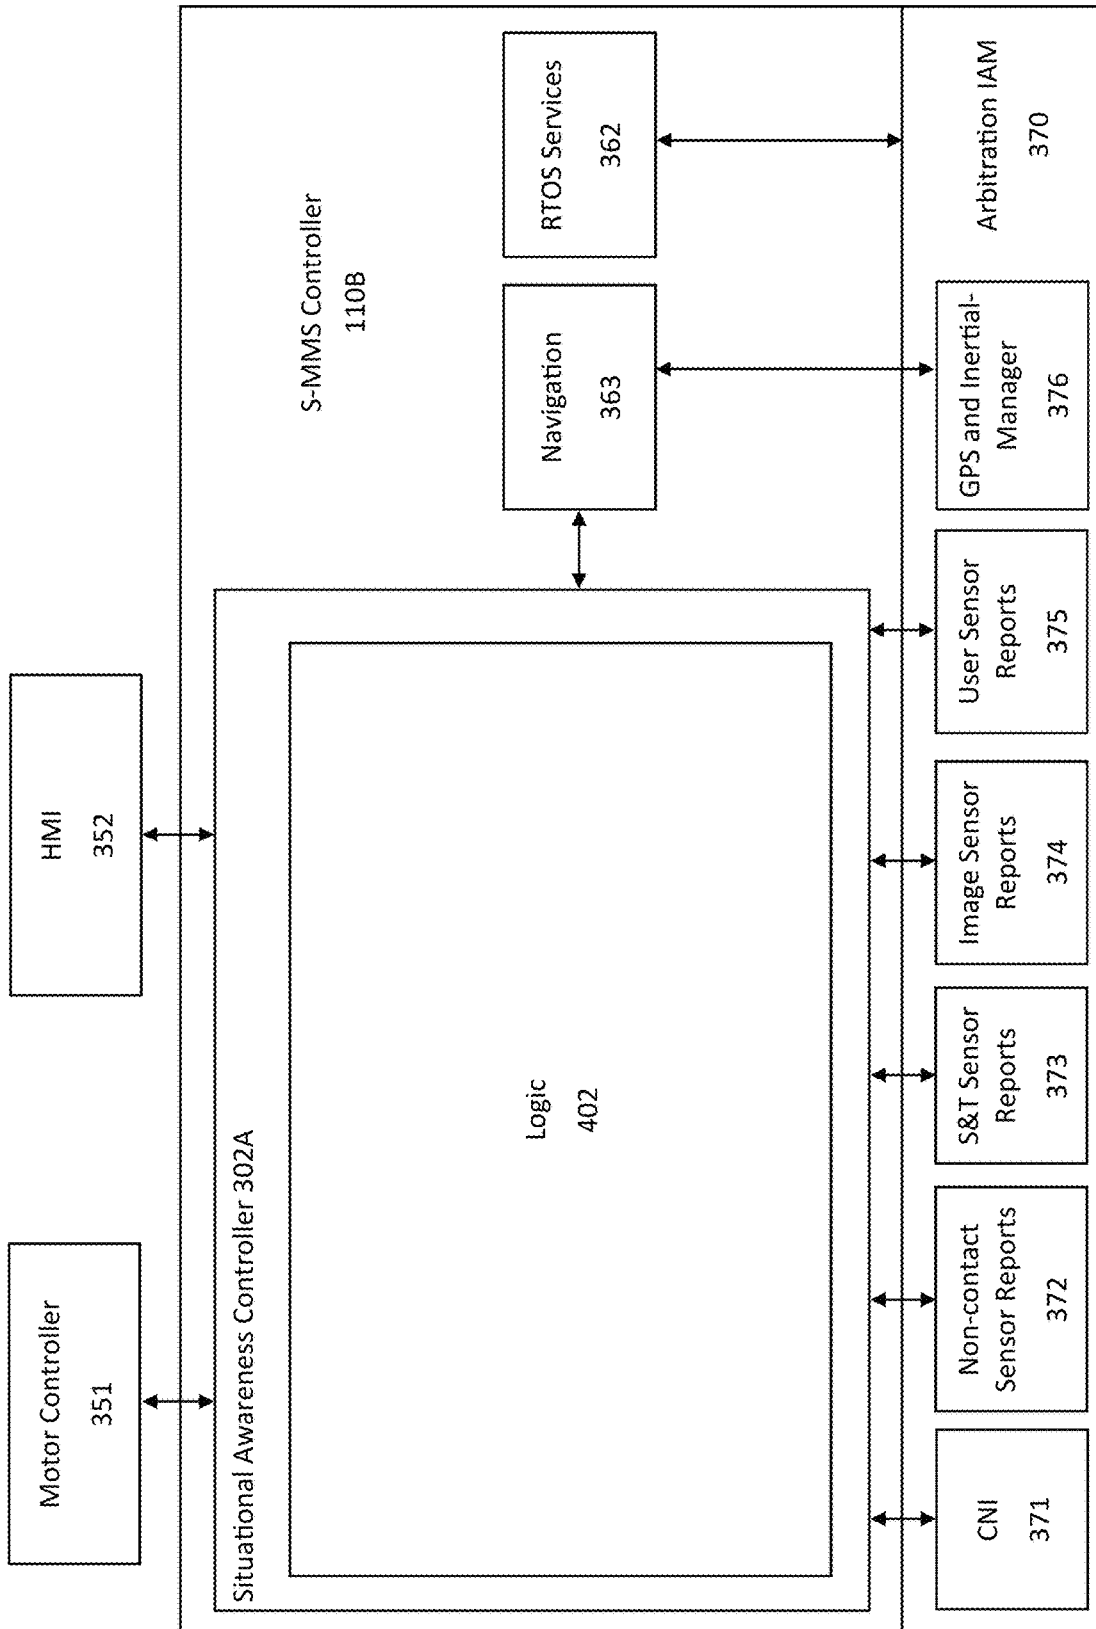 Motor Controller
351
HMI
352
S-MMS Controller
110B
Situational Awareness Controller 302A
Logic
402
Navigation
363
RTOS Services
362
CNI
371
Non-contact
Sensor Reports
372
S&T Sensor
Reports
373
Image Sensor
Reports
374
User Sensor
Reports
375
GPS and Inertial-
Manager
376
Arbitration IAM
370